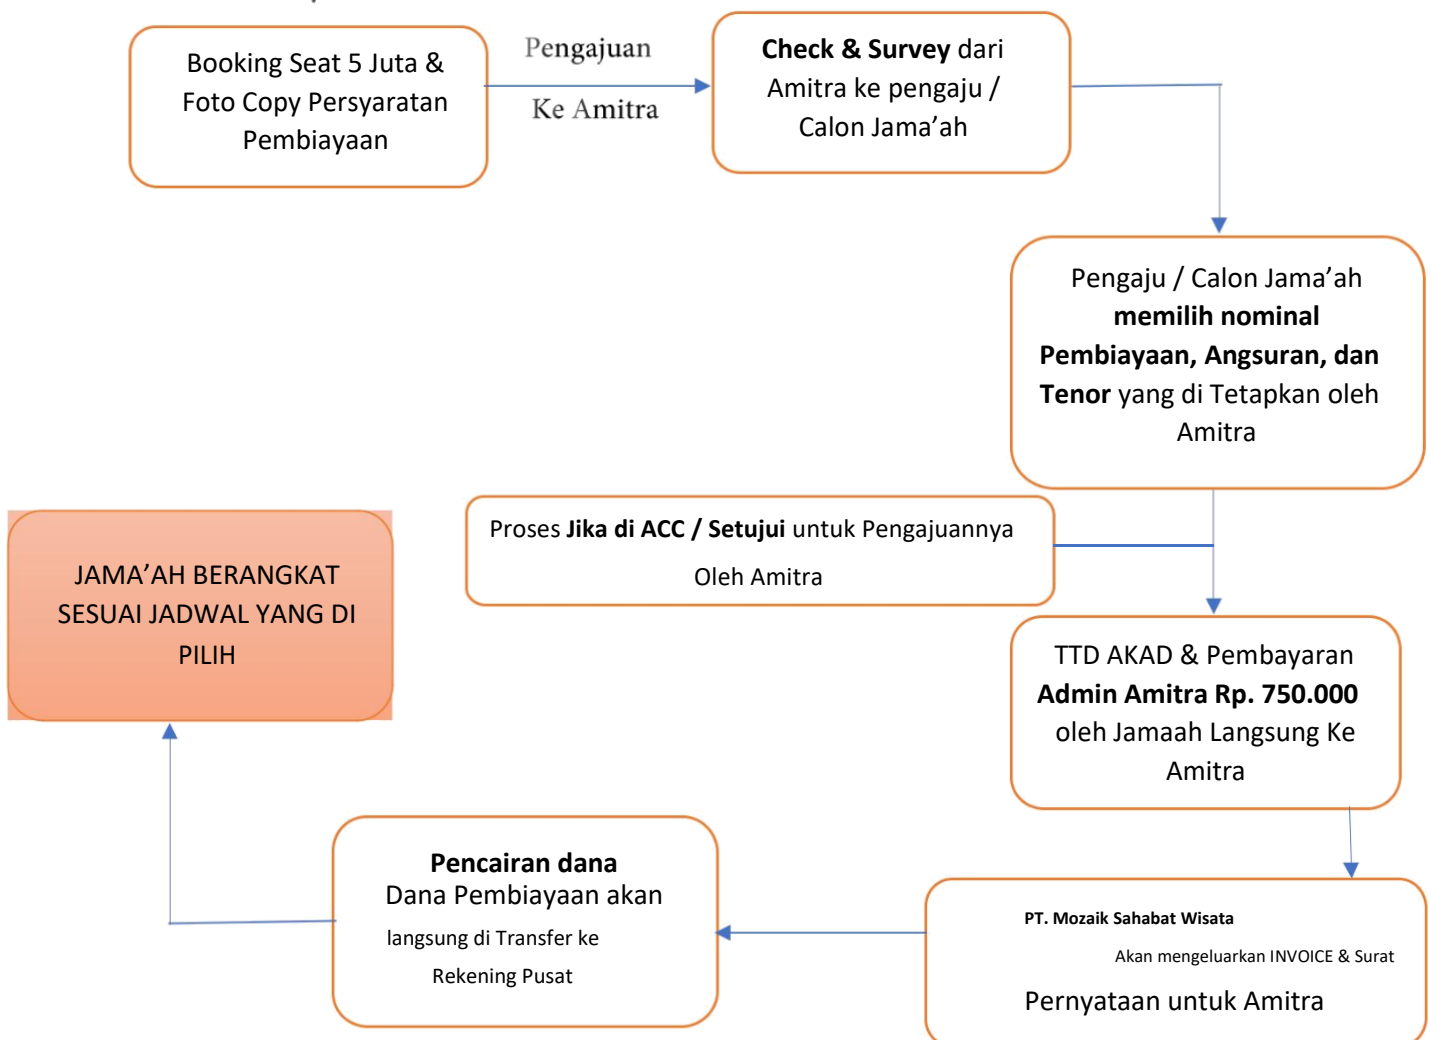 Booking Seat 5 Juta &
Foto Copy Persyaratan
Pembiayaan
Pengajuan
Ke Amitra
Check & Survey dari
Amitra ke pengaju /
Calon Jama’ah
Pengaju / Calon Jama’ah
memilih nominal
Pembiayaan, Angsuran, dan
Tenor yang di Tetapkan oleh
Amitra
Proses Jika di ACC / Setujui untuk Pengajuannya
Oleh Amitra
TTD AKAD & Pembayaran
Admin Amitra Rp. 750.000
oleh Jamaah Langsung Ke
Amitra
PT. Mozaik Sahabat Wisata
Akan mengeluarkan INVOICE & Surat
Pernyataan untuk Amitra
Pencairan dana
Dana Pembiayaan akan
langsung di Transfer ke
Rekening Pusat
JAMA’AH BERANGKAT
SESUAI JADWAL YANG DI
PILIH